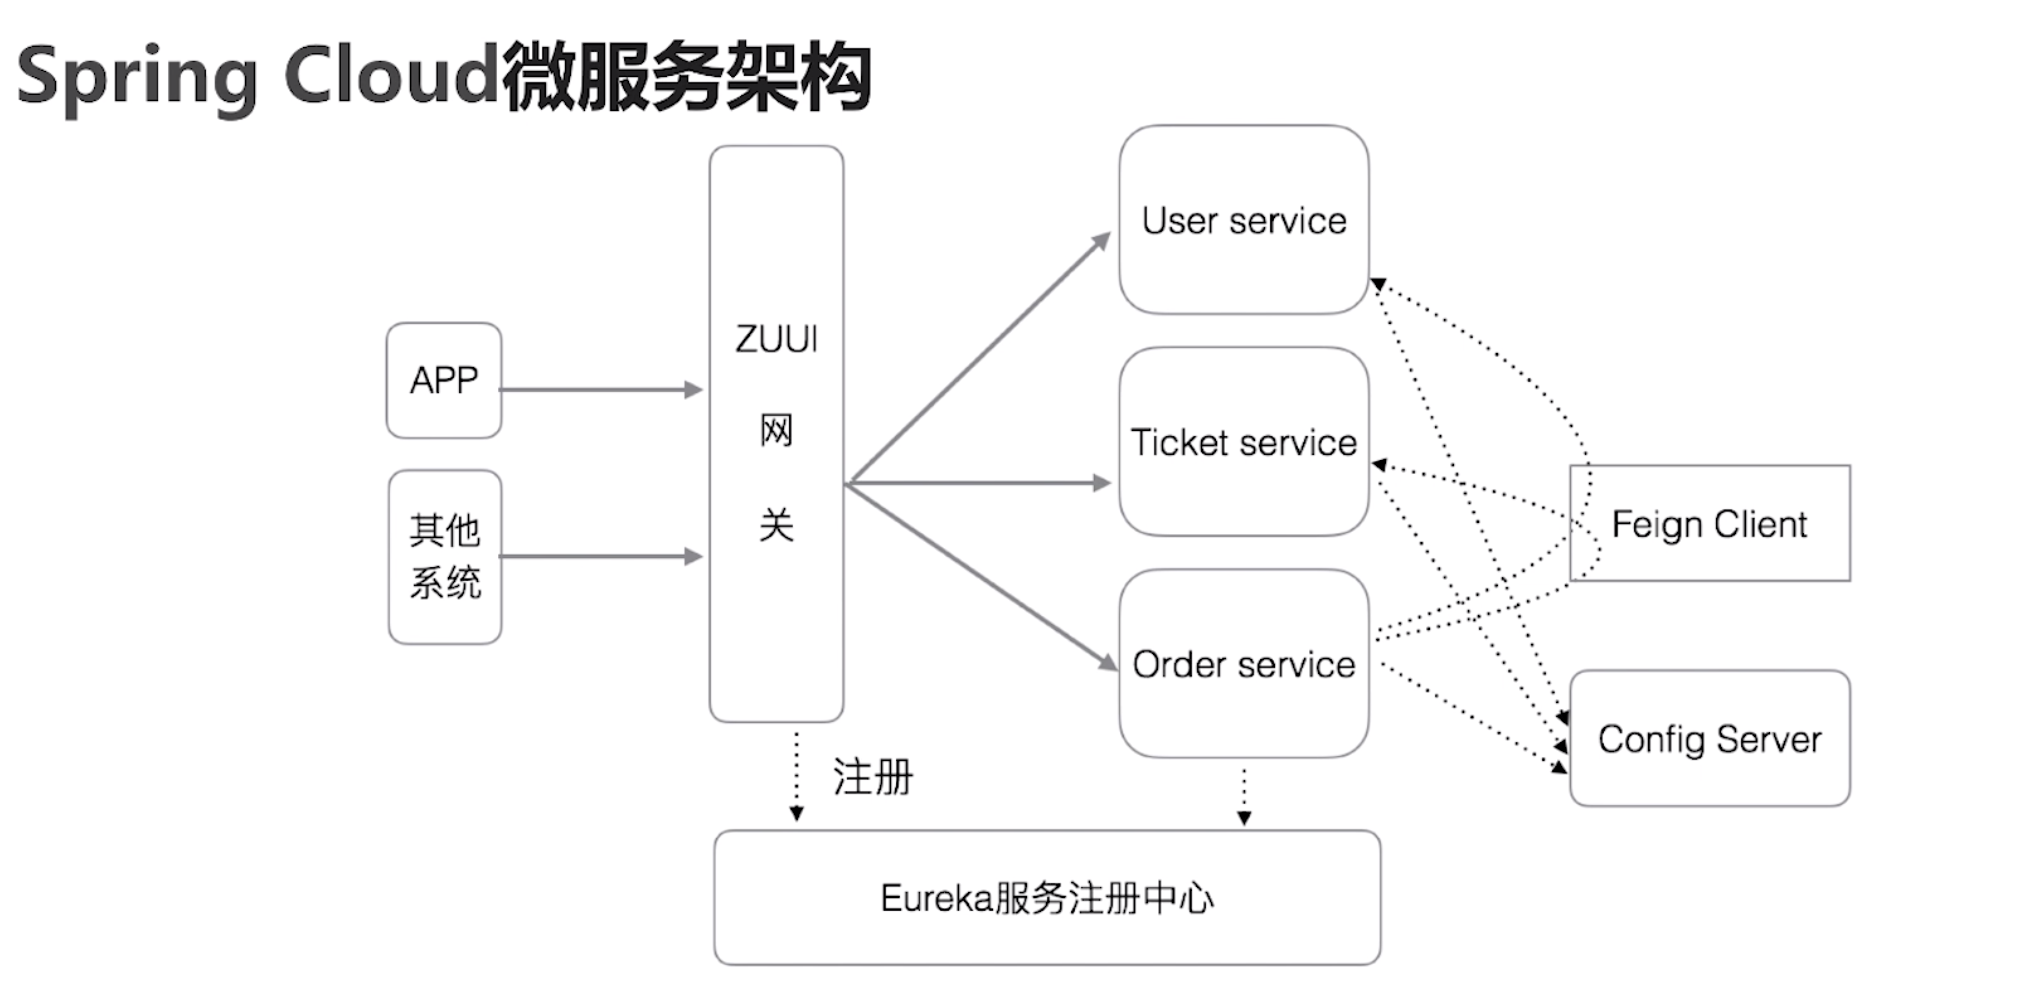 Spring Cloud微服务架构
APP
其他
系统
ZUUl
网
关
User service
Ticket service
Order service
Feign Client
Config Server
注册
Eureka服务注册中心